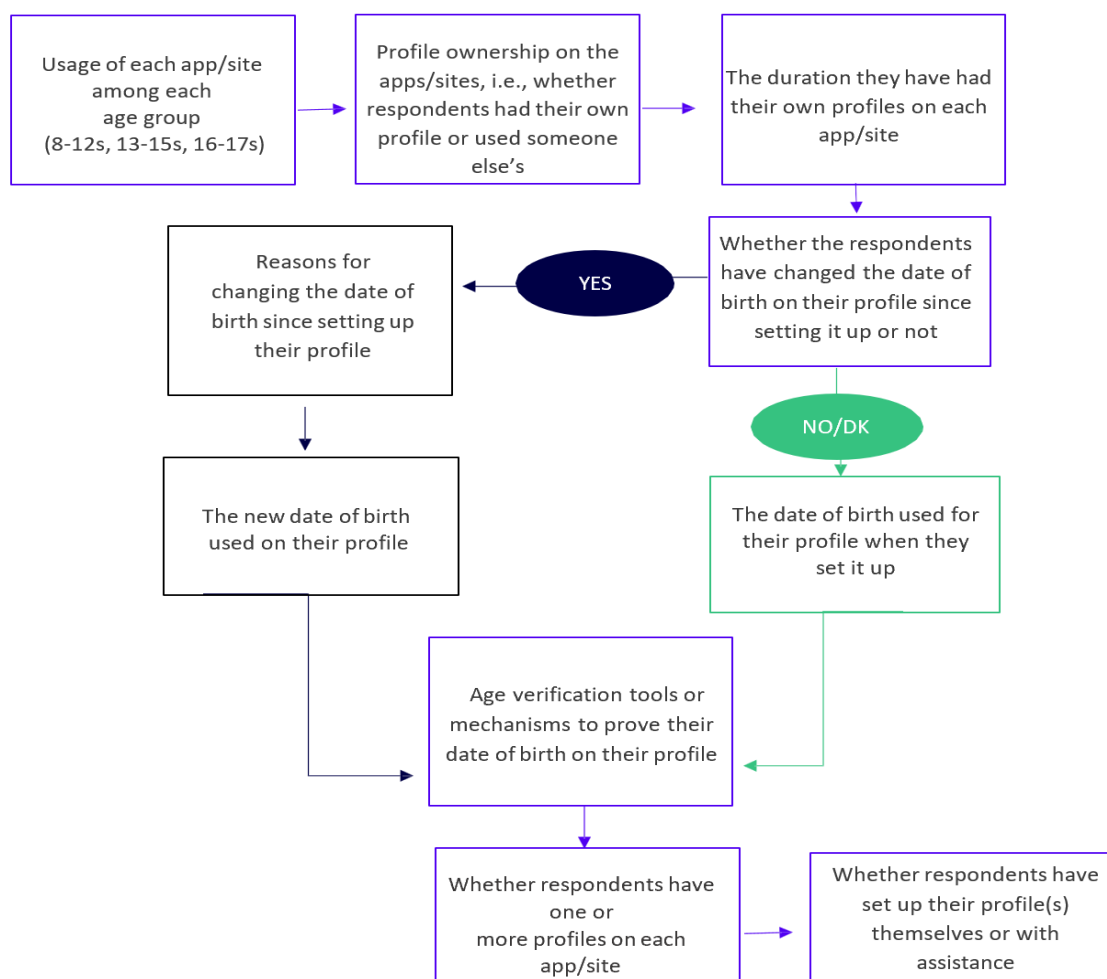 Usage of each app/site
among each
age group
(8-12s, 13-15s, 16-17s)
Profile ownership on the
apps/sites, i.e., whether
respondents had their own
profile or used someone
else’s
The duration they have had
their own profiles on each
app/site
Whether the respondents
have changed the date of
birth on their profile since
setting it up or not
YES
Reasons for
changing the date of
birth since setting up
their profile
NO/DK
The new date of birth
used on their profile
The date of birth used for
their profile when they
set it up
Age verification tools or
mechanisms to prove their
date of birth on their profile
Whether respondents have
one or
more profiles on each
app/site
Whether respondents have
set up their profile(s)
themselves or with
assistance